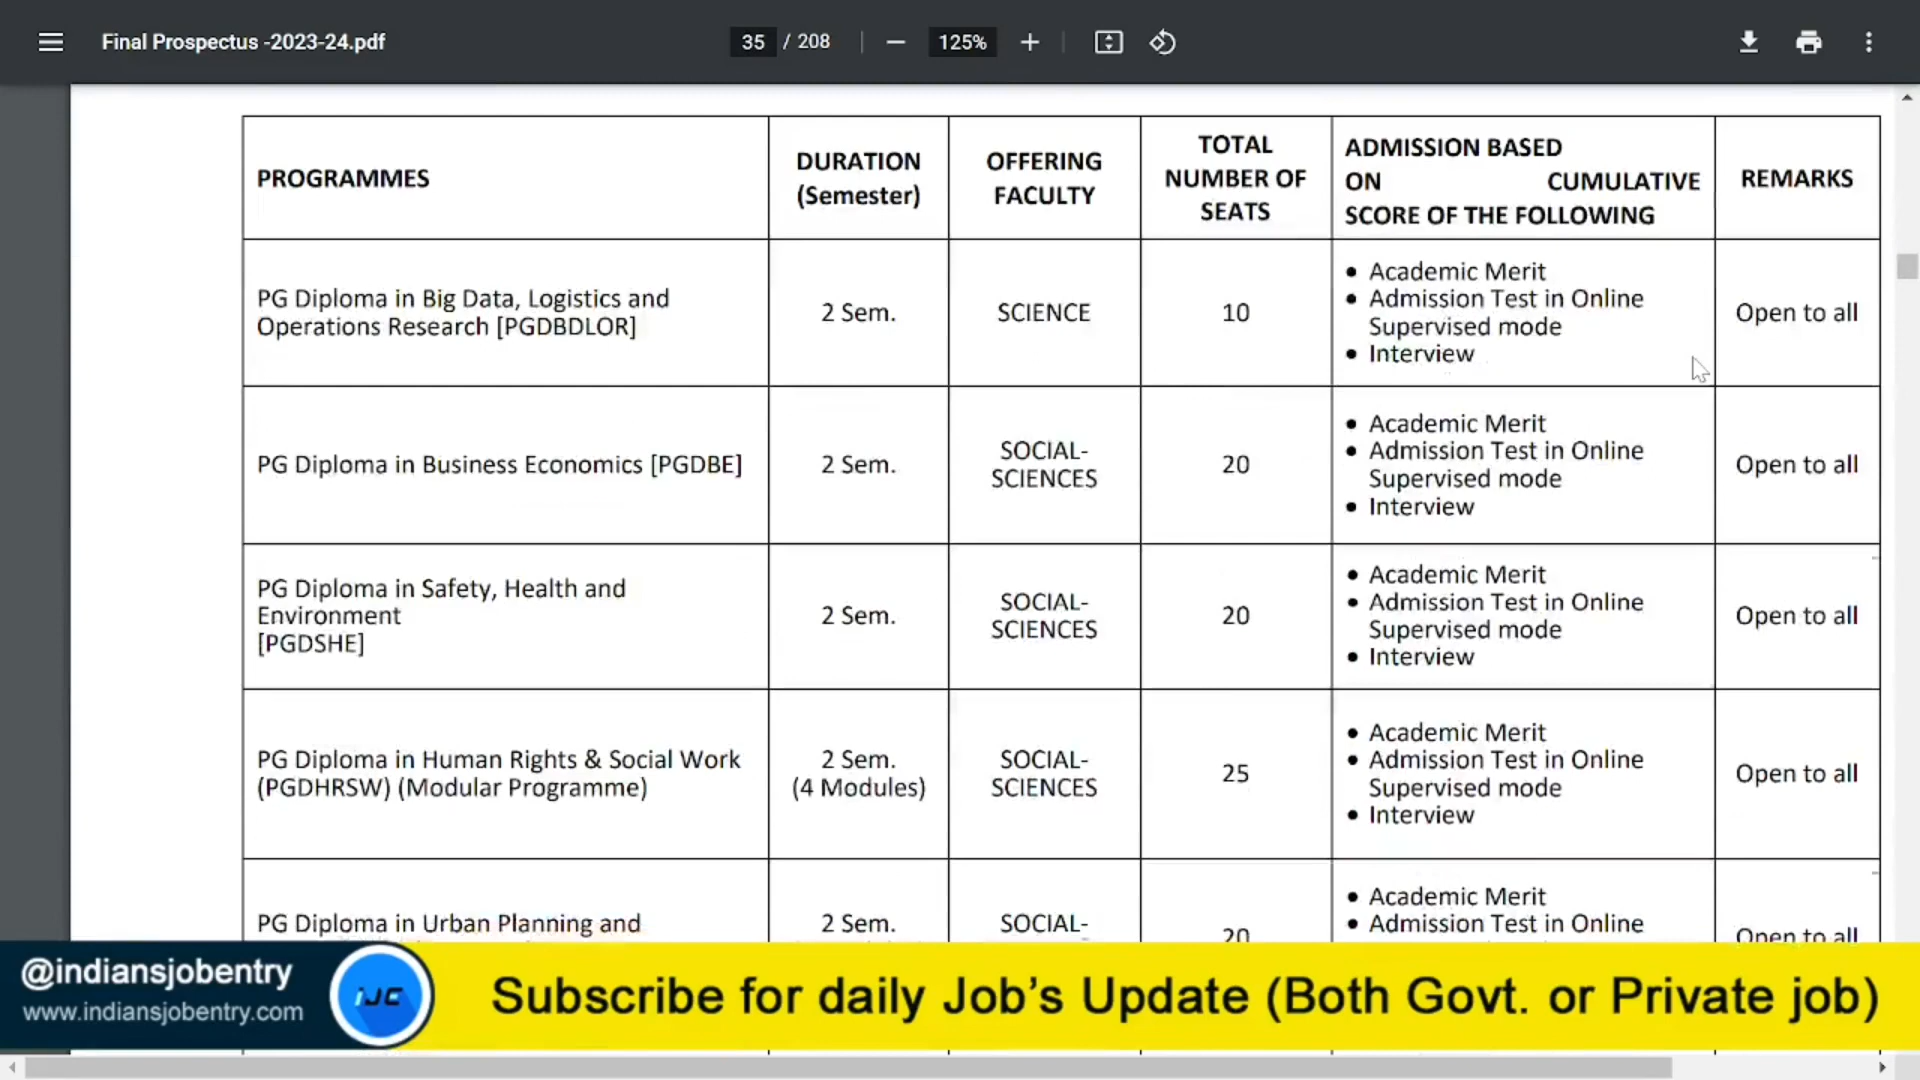 Final Prospectus -2023-24.pdf
35 / 208
125%
PROGRAMMES
DURATION
(Semester)
OFFERING
FACULTY
TOTAL
NUMBER OF
SEATS
ADMISSION BASED
ON CUMULATIVE
SCORE OF THE FOLLOWING
REMARKS
PG Diploma in Big Data, Logistics and
Operations Research [PGDBDLOR]
2 Sem.
SCIENCE
10
• Academic Merit
• Admission Test in Online
Supervised mode
• Interview
Open to all
PG Diploma in Business Economics [PGDBE]
2 Sem.
SOCIAL-
SCIENCES
20
• Academic Merit
• Admission Test in Online
Supervised mode
• Interview
Open to all
PG Diploma in Safety, Health and
Environment
[PGDSHE]
2 Sem.
SOCIAL-
SCIENCES
20
• Academic Merit
• Admission Test in Online
Supervised mode
• Interview
Open to all
PG Diploma in Human Rights & Social Work
(PGDHRSW) (Modular Programme)
2 Sem.
(4 Modules)
SOCIAL-
SCIENCES
25
• Academic Merit
• Admission Test in Online
Supervised mode
• Interview
Open to all
PG Diploma in Urban Planning and
2 Sem.
SOCIAL-
20
• Academic Merit
• Admission Test in Online
Open to all
@indiansjobentry
www.indiansjobentry.com
iJC
Subscribe for daily Job's Update (Both Govt. or Private job)